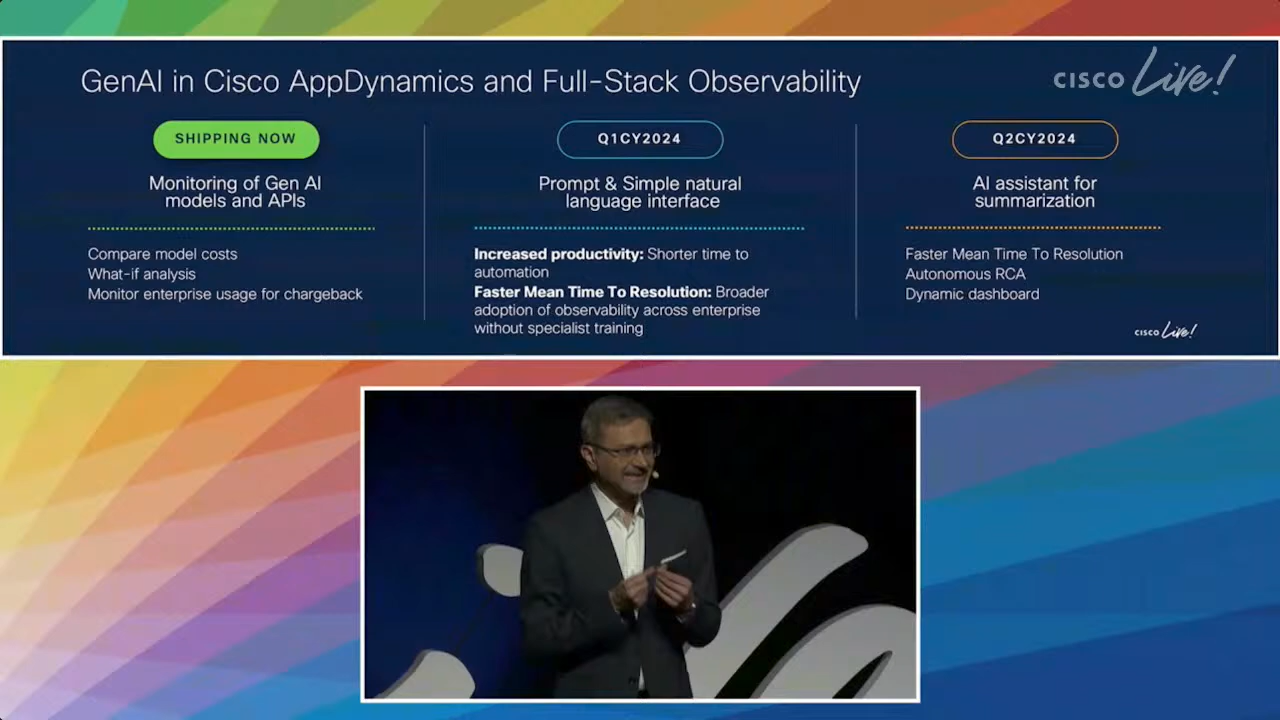 GenAI in Cisco AppDynamics and Full-Stack Observability
CISCO Live!
SHIPPING NOW
Monitoring of Gen AI
models and APIs
Compare model costs
What-if analysis
Monitor enterprise usage for chargeback
Q1CY2024
Prompt & Simple natural
language interface
Increased productivity: Shorter time to
automation
Faster Mean Time To Resolution: Broader
adoption of observability across enterprise
without specialist training
Q2CY2024
AI assistant for
summarization
Faster Mean Time To Resolution
Autonomous RCA
Dynamic dashboard
CISCO Live!